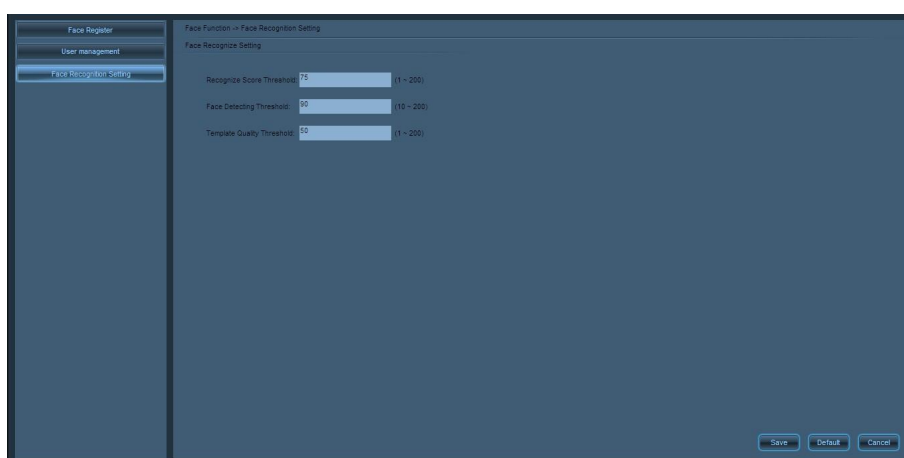 Face Register
User management
Face Recognition Setting
Face Function -> Face Recognition Setting
Face Recognize Setting
Recognize Score Threshold: 75 (1 ~ 200)
Face Detecting Threshold: 90 (10 ~ 200)
Template Quality Threshold: 50 (1 ~ 200)
Save Default Cancel